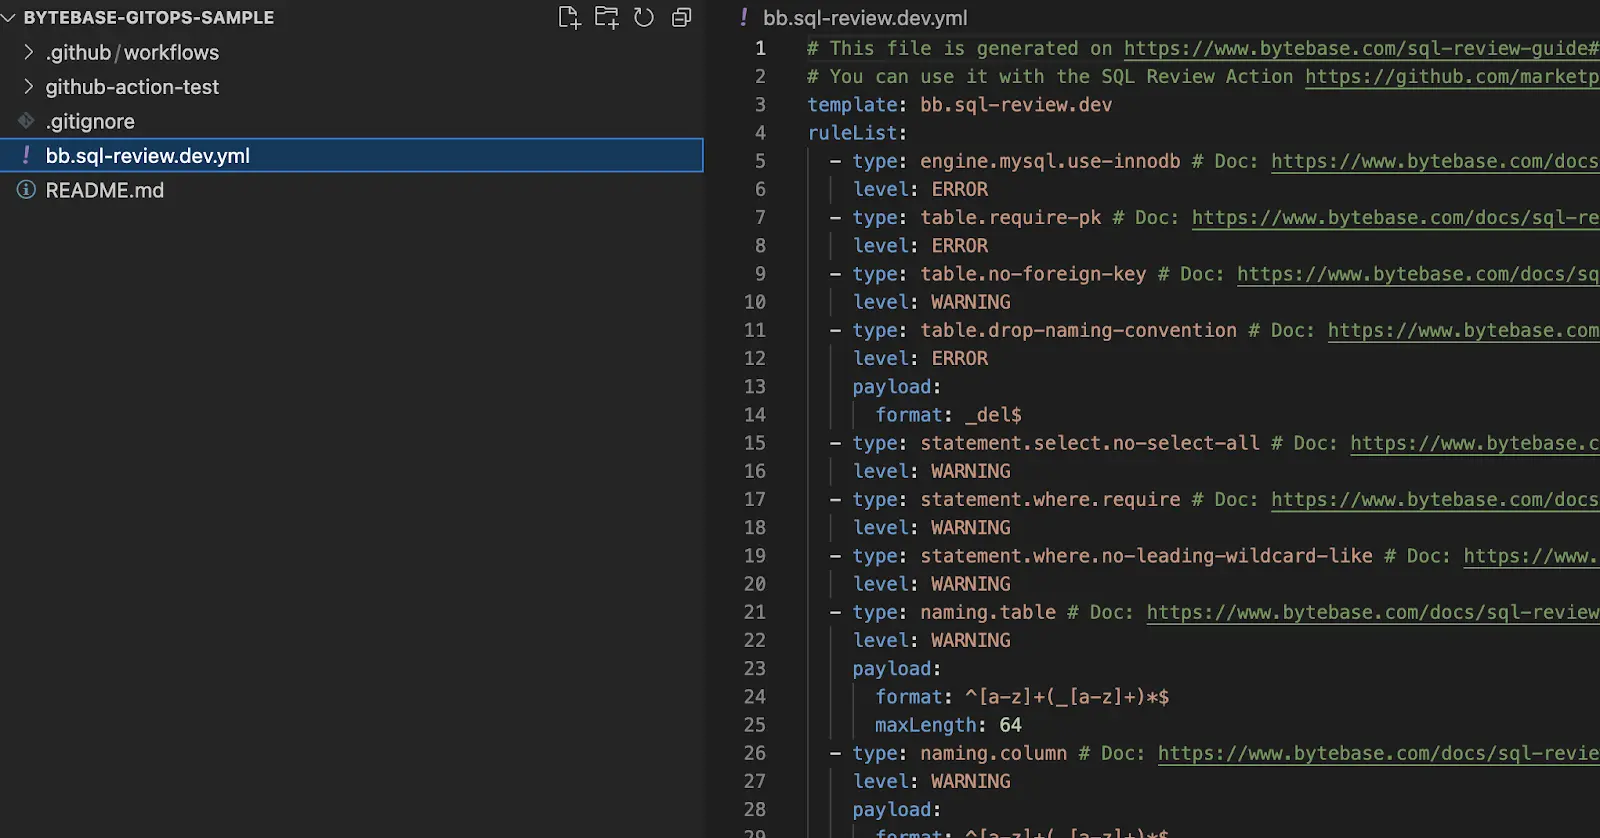 BYTEBASE-GITOPS-SAMPLE
.github/workflows
github-action-test
.gitignore
! bb.sql-review.dev.yml
README.md
! bb.sql-review.dev.yml
1 # This file is generated on https://www.bytebase.com/sql-review-guide#
2 # You can use it with the SQL Review Action https://github.com/marketp
3 template: bb.sql-review.dev
4 ruleList:
5 - type: engine.mysql.use-innodb # Doc: https://www.bytebase.com/docs
6 level: ERROR
7 - type: table.require-pk # Doc: https://www.bytebase.com/docs/sql-re
8 level: ERROR
9 - type: table.no-foreign-key # Doc: https://www.bytebase.com/docs/sq
10 level: WARNING
11 - type: table.drop-naming-convention # Doc: https://www.bytebase.com
12 level: ERROR
13 payload:
14 format: _del$
15 - type: statement.select.no-select-all # Doc: https://www.bytebase.c
16 level: WARNING
17 - type: statement.where.require # Doc: https://www.bytebase.com/docs
18 level: WARNING
19 - type: statement.where.no-leading-wildcard-like # Doc: https://www.
20 level: WARNING
21 - type: naming.table # Doc: https://www.bytebase.com/docs/sql-review
22 level: WARNING
23 payload:
24 format: ^[a-z]+(_[a-z]+)*$
25 maxLength: 64
26 - type: naming.column # Doc: https://www.bytebase.com/docs/sql-revie
27 level: WARNING
28 payload:
29 format: ^[a-z]+(_[a-z]+)*$